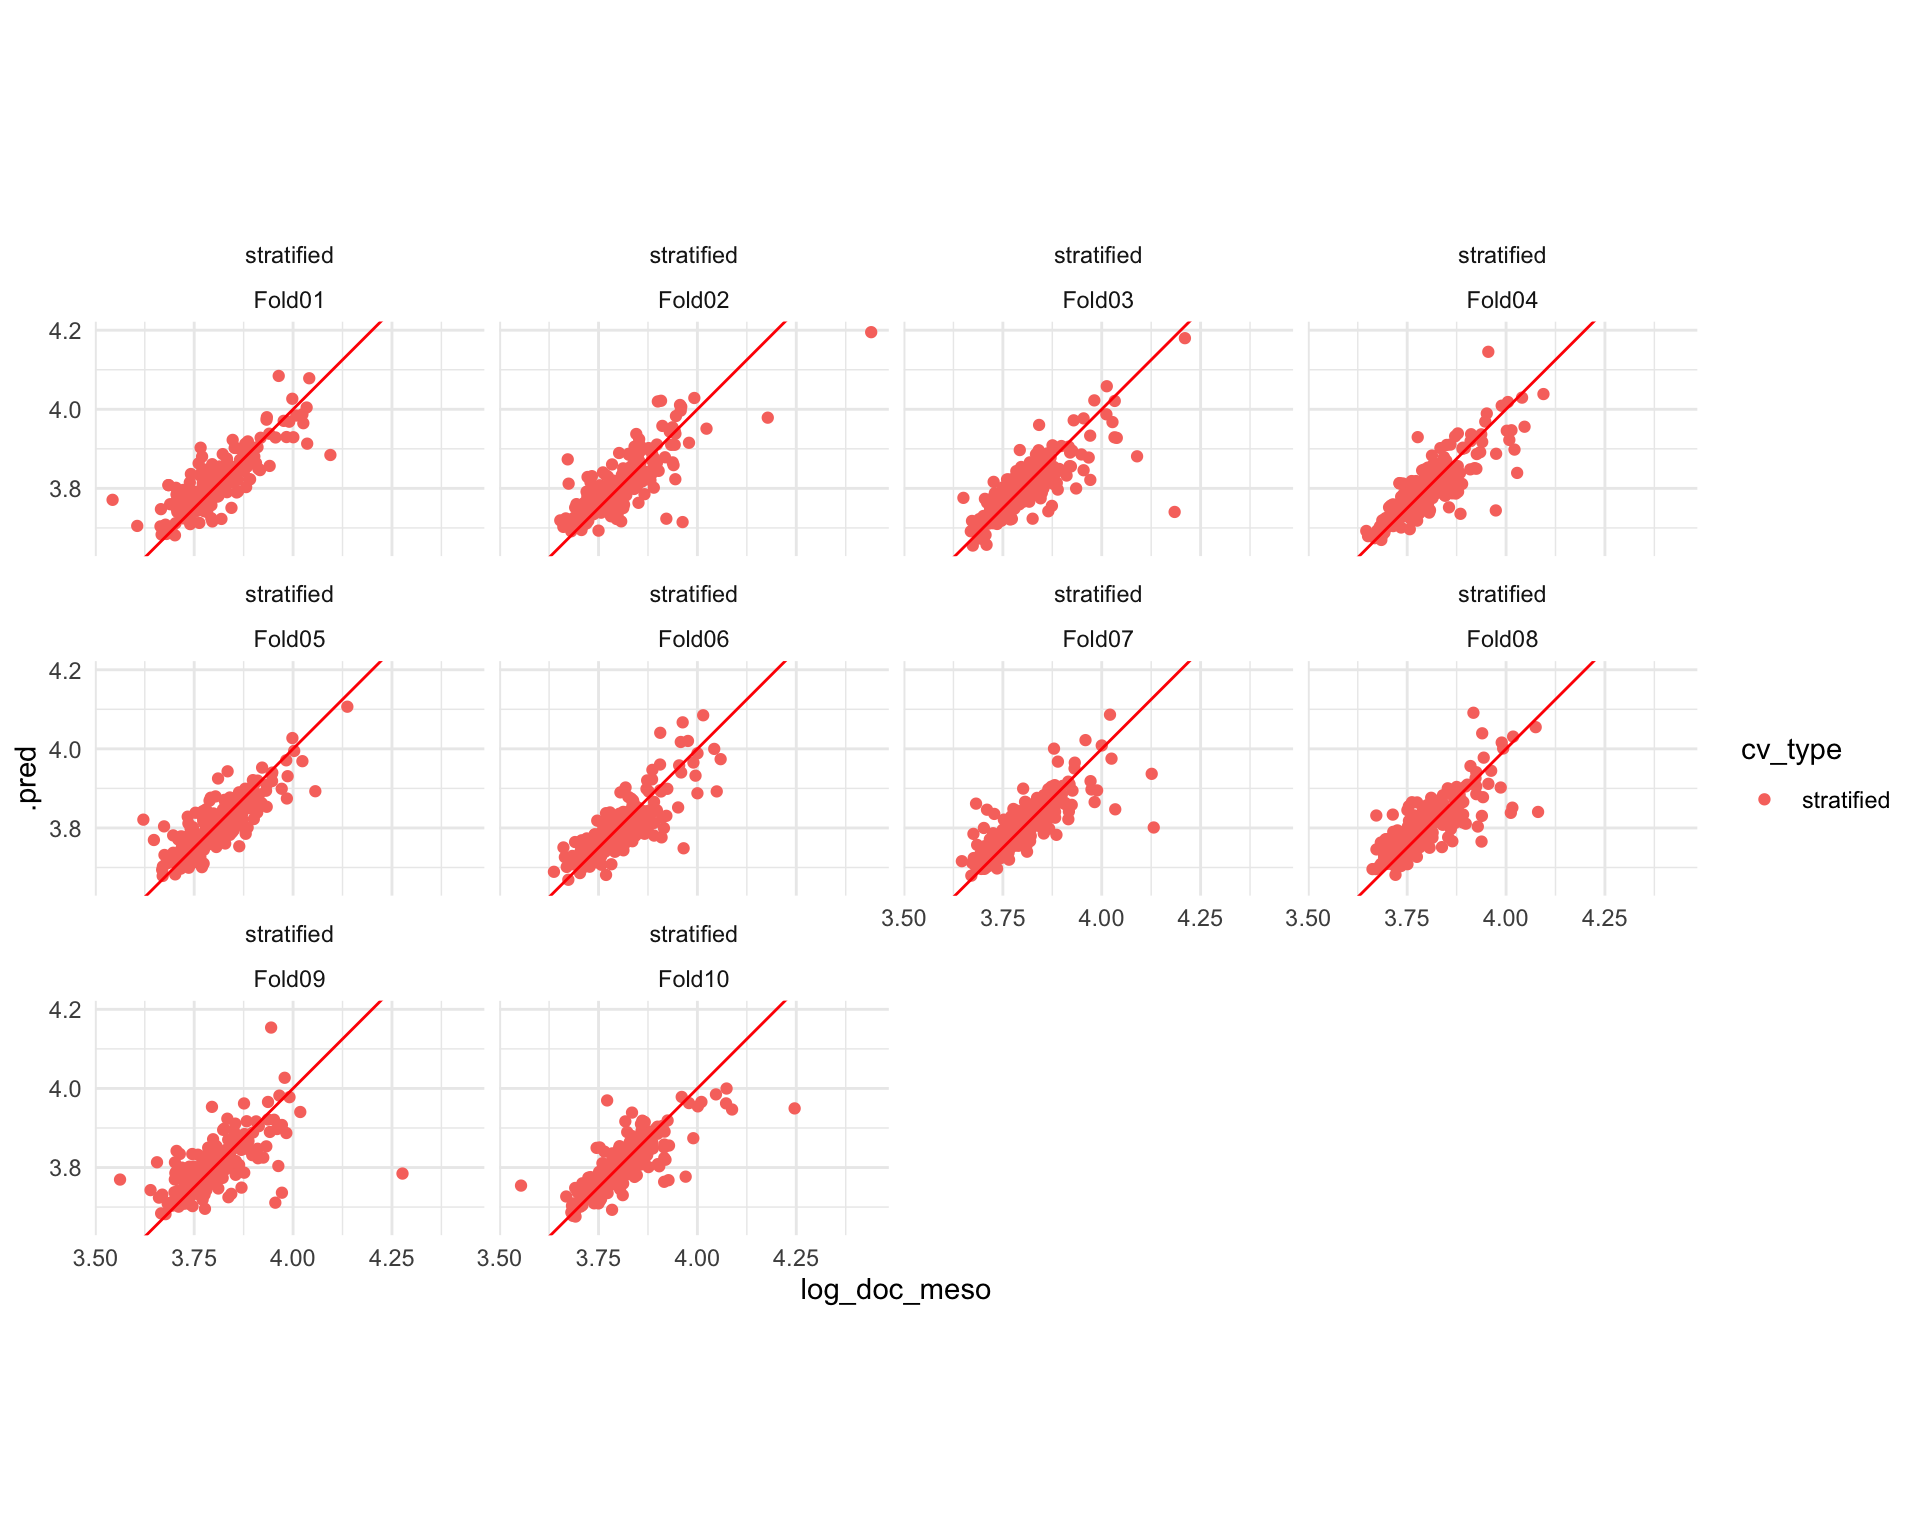 stratified stratified stratified stratified
Fold01 Fold02 Fold03 Fold04
4.2
4.0
3.8
stratified stratified stratified stratified
Fold05 Fold06 Fold07 Fold08
4.2
4.0
3.8
3.50 3.75 4.00 4.25 3.50 3.75 4.00 4.25
stratified stratified
Fold09 Fold10
4.2
4.0
3.8
3.50 3.75 4.00 4.25 3.50 3.75 4.00 4.25
log_doc_meso
.pred
cv_type
stratified